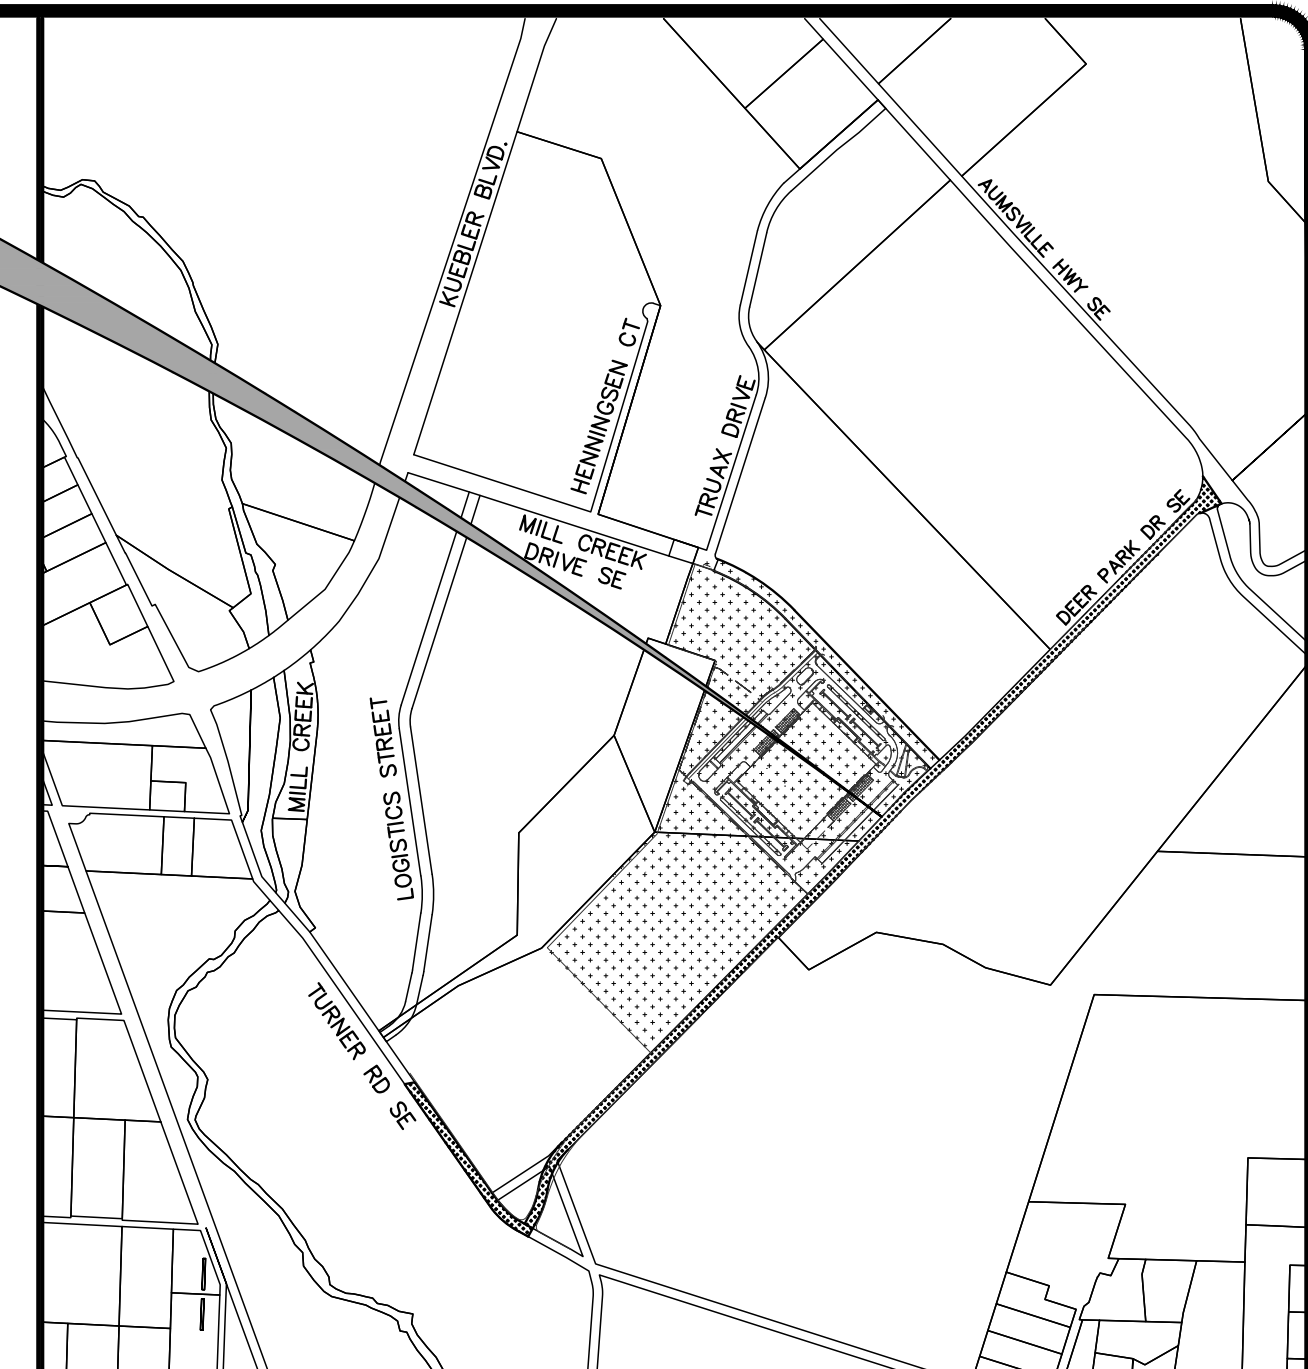 KUEBLER BLVD.
AUMSVILLE HWY SE
HENNINGSEN CT
TRUAX DRIVE
MILL CREEK
DRIVE SE
DEER PARK DR SE
MILL CREEK
LOGISTICS STREET
TURNER RD SE